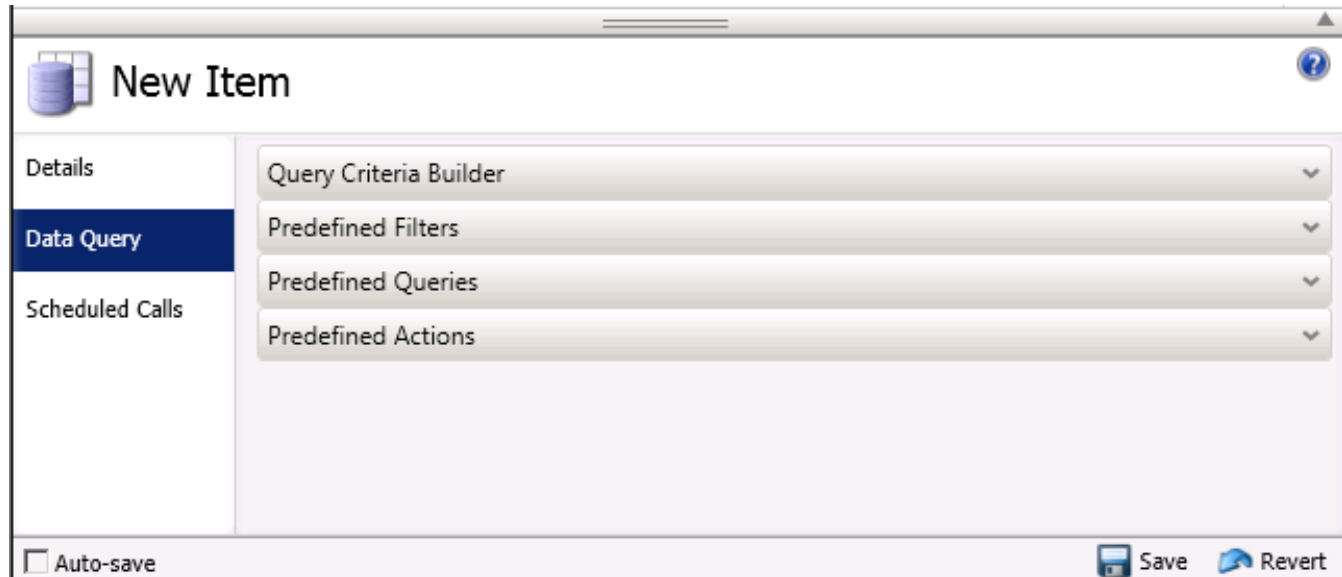 New Item
?
Details
Data Query
Scheduled Calls
Query Criteria Builder
Predefined Filters
Predefined Queries
Predefined Actions
Auto-save
Save
Revert